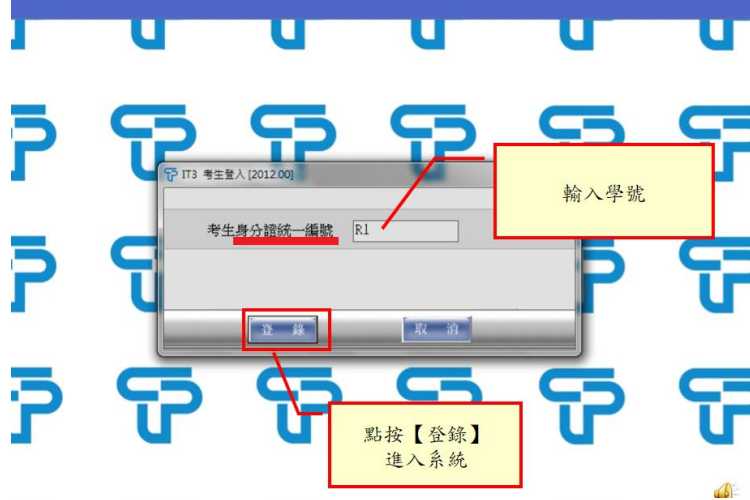 IT3 考生登入 [2012.00]
輸入學號
考生身分證統一編號
R1
登 錄
取 消
點按【登錄】
進入系統